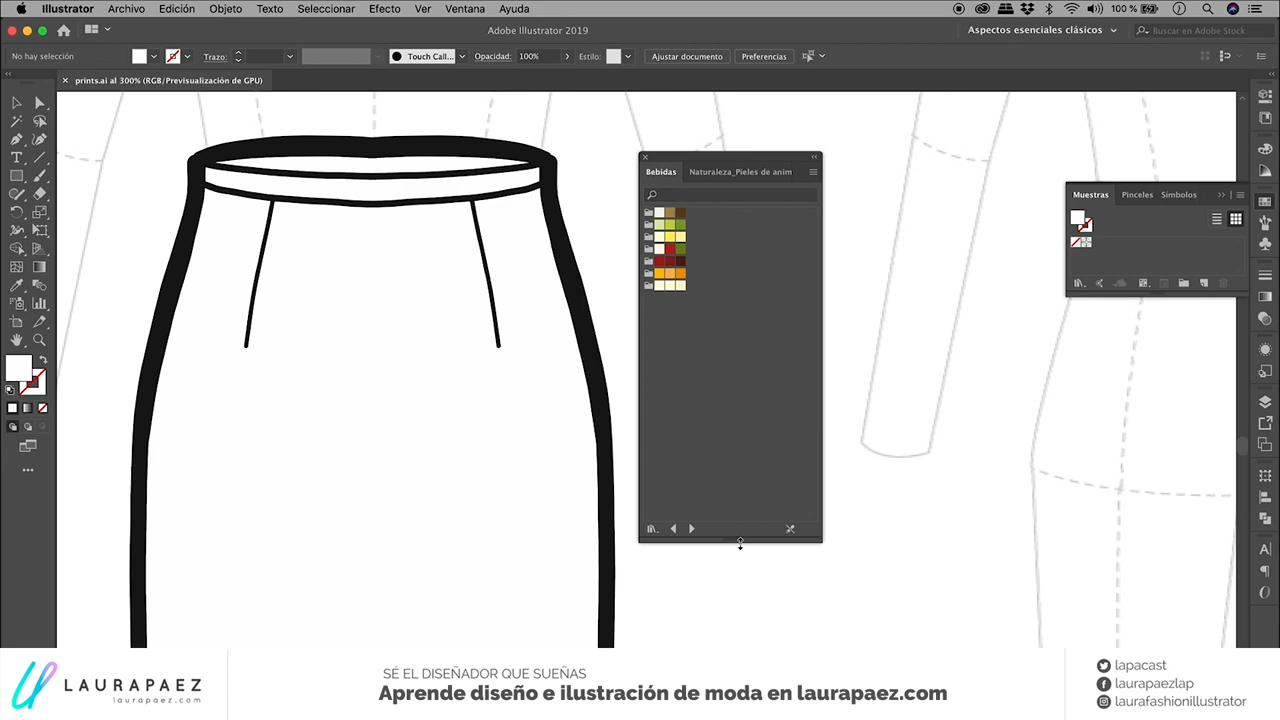 Illustrator Archivo Edición Objeto Texto Seleccionar Efecto Ver Ventana Ayuda 100 %
Adobe Illustrator 2019
Aspectos esenciales clásicos
Buscar en Adobe Stock
No hay selección
Trazo:
Touch Call...
Opacidad: 100%
Estilo:
Ajustar documento
Preferencias
prints.ai al 300% (RGB/Previsualización de GPU)
Bebidas Naturaleza_Pieles de anim
Muestras Pinceles Símbolos
LAURAPAEZ
laurapaez.com
SÉ EL DISEÑADOR QUE SUEÑAS
Aprende diseño e ilustración de moda en laurapaez.com
lapacast
laurapaezlap
laurafashionillustrator